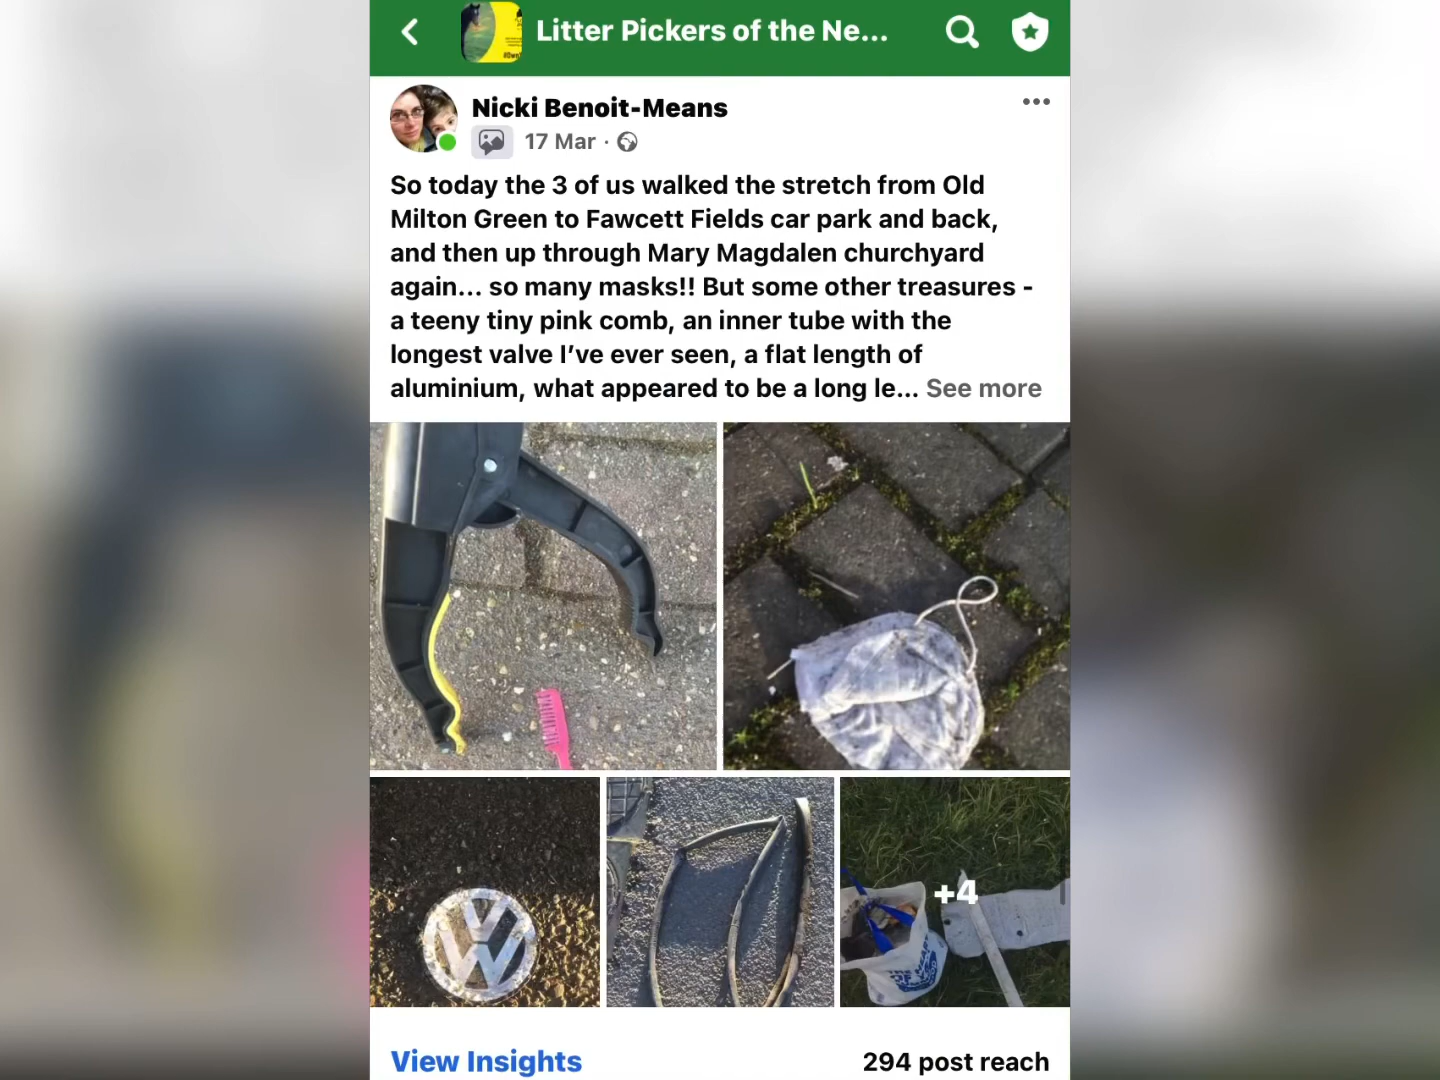 Litter Pickers of the Ne...
Nicki Benoit-Means
17 Mar ·
So today the 3 of us walked the stretch from Old
Milton Green to Fawcett Fields car park and back,
and then up through Mary Magdalen churchyard
again... so many masks!! But some other treasures -
a teeny tiny pink comb, an inner tube with the
longest valve I've ever seen, a flat length of
aluminium, what appeared to be a long le... See more
+4
View Insights
294 post reach